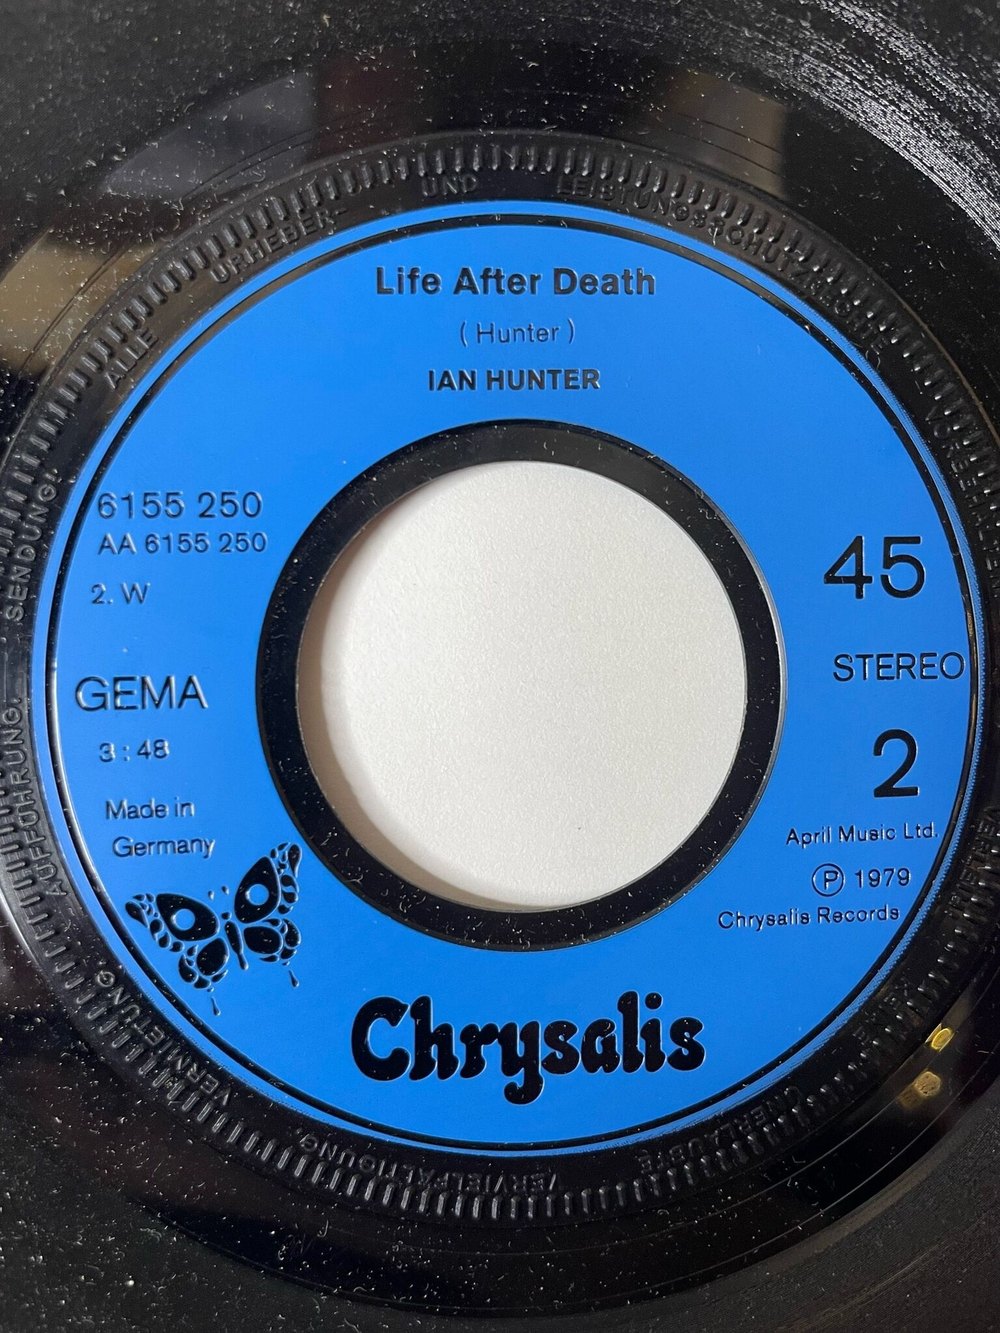 Life After Death
( Hunter )
IAN HUNTER
6155 250
AA 6155 250
2. W
GEMA
3:48
Made in
Germany
45
STEREO
2
April Music Ltd.
Ⓟ 1979
Chrysalis Records
Chrysalis
ALLE URHEBER- UND LEISTUNGSSCHUTZRECHTE
UNERLAUBTE VERVIELFÄLTIGUNG, VERMIETUNG, AUFFÜHRUNG, SENDUNG!